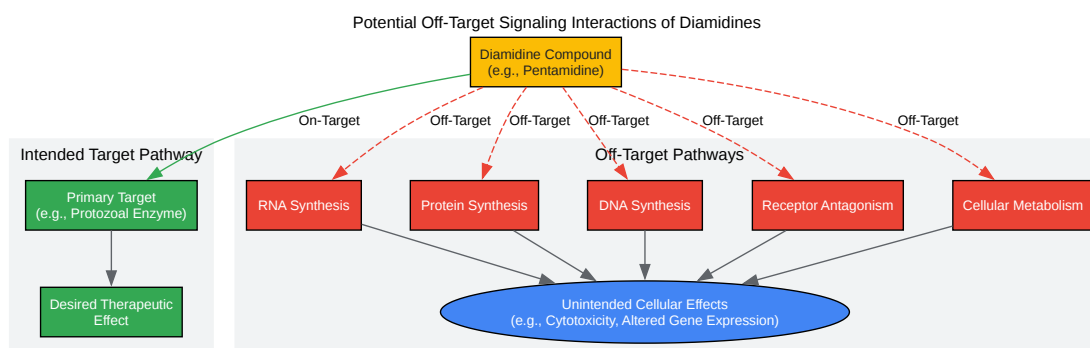 Potential Off-Target Signaling Interactions of Diamidines
Diamidine Compound
(e.g., Pentamidine)
On-Target
Off-Target
Off-Target
Off-Target
Off-Target
Off-Target
Intended Target Pathway
Off-Target Pathways
Primary Target
(e.g., Protozoal Enzyme)
RNA Synthesis
Protein Synthesis
DNA Synthesis
Receptor Antagonism
Cellular Metabolism
Desired Therapeutic
Effect
Unintended Cellular Effects
(e.g., Cytotoxicity, Altered Gene Expression)